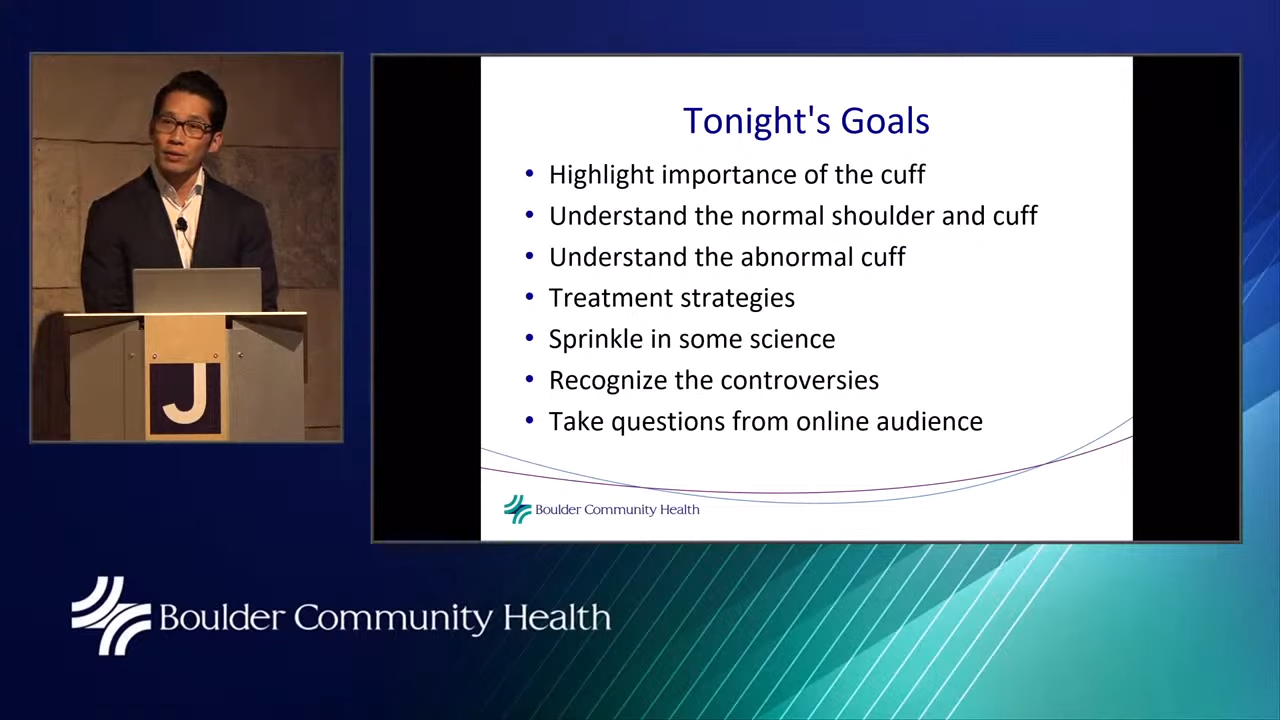 Tonight's Goals
• Highlight importance of the cuff
• Understand the normal shoulder and cuff
• Understand the abnormal cuff
• Treatment strategies
• Sprinkle in some science
• Recognize the controversies
• Take questions from online audience
Boulder Community Health
J
Boulder Community Health